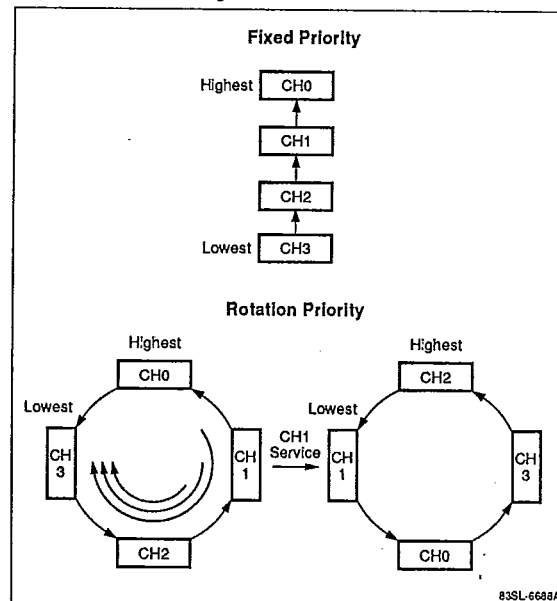 Fixed Priority
Highest CH0
CH1
CH2
Lowest CH3
Rotation Priority
Highest
CH0
Lowest
CH
3
CH
1
CH2
CH1
Service
Highest
CH2
Lowest
CH
1
CH
3
CH0
83SL-6688A